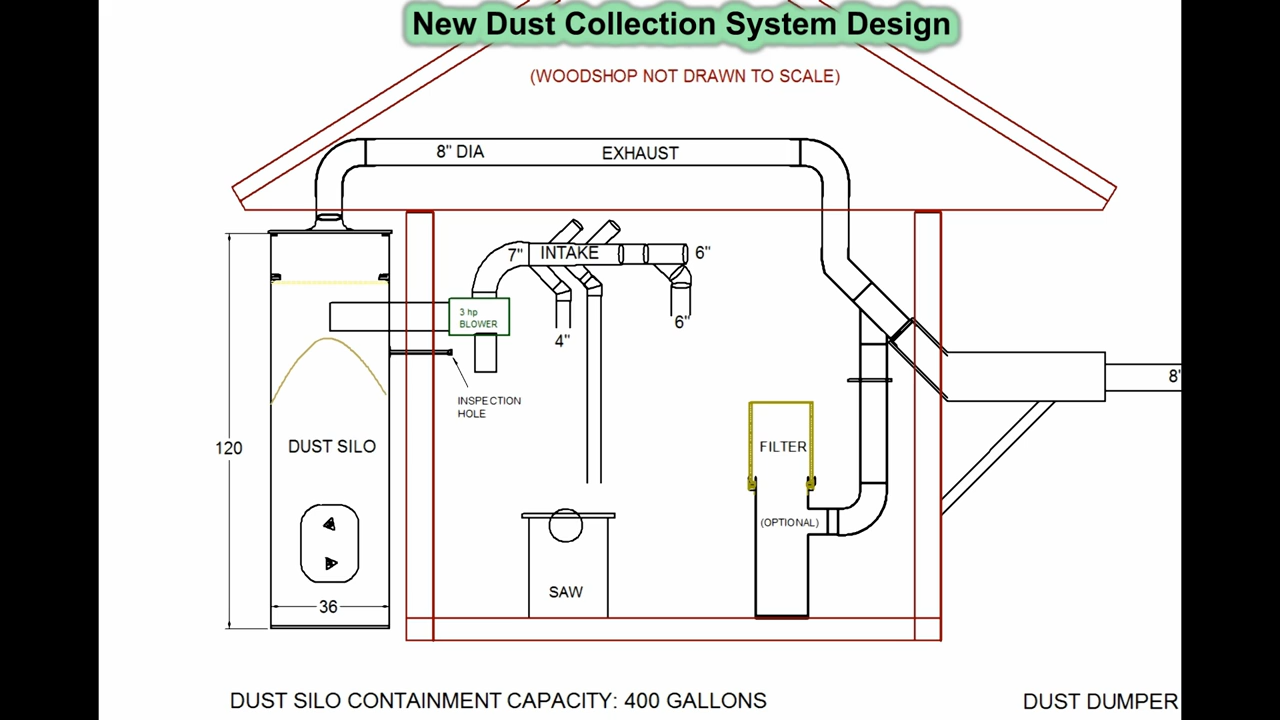 New Dust Collection System Design
(WOODSHOP NOT DRAWN TO SCALE)
8" DIA
EXHAUST
7"
INTAKE
6"
3 hp
BLOWER
6"
4"
8"
INSPECTION
HOLE
120
DUST SILO
FILTER
(OPTIONAL)
SAW
36
DUST SILO CONTAINMENT CAPACITY: 400 GALLONS
DUST DUMPER